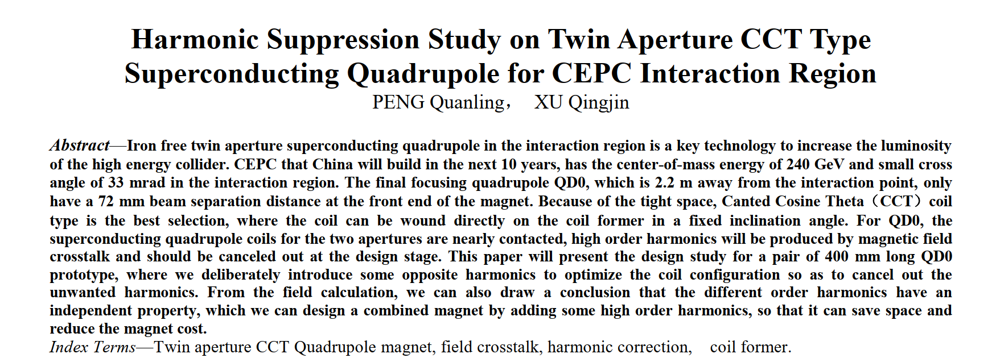 Harmonic Suppression Study on Twin Aperture CCT Type
Superconducting Quadrupole for CEPC Interaction Region
PENG Quanling， XU Qingjin
Abstract—Iron free twin aperture superconducting quadrupole in the interaction region is a key technology to increase the luminosity
of the high energy collider. CEPC that China will build in the next 10 years, has the center-of-mass energy of 240 GeV and small cross
angle of 33 mrad in the interaction region. The final focusing quadrupole QD0, which is 2.2 m away from the interaction point, only
have a 72 mm beam separation distance at the front end of the magnet. Because of the tight space, Canted Cosine Theta（CCT）coil
type is the best selection, where the coil can be wound directly on the coil former in a fixed inclination angle. For QD0, the
superconducting quadrupole coils for the two apertures are nearly contacted, high order harmonics will be produced by magnetic field
crosstalk and should be canceled out at the design stage. This paper will present the design study for a pair of 400 mm long QD0
prototype, where we deliberately introduce some opposite harmonics to optimize the coil configuration so as to cancel out the
unwanted harmonics. From the field calculation, we can also draw a conclusion that the different order harmonics have an
independent property, which we can design a combined magnet by adding some high order harmonics, so that it can save space and
reduce the magnet cost.
Index Terms—Twin aperture CCT Quadrupole magnet, field crosstalk, harmonic correction, coil former.